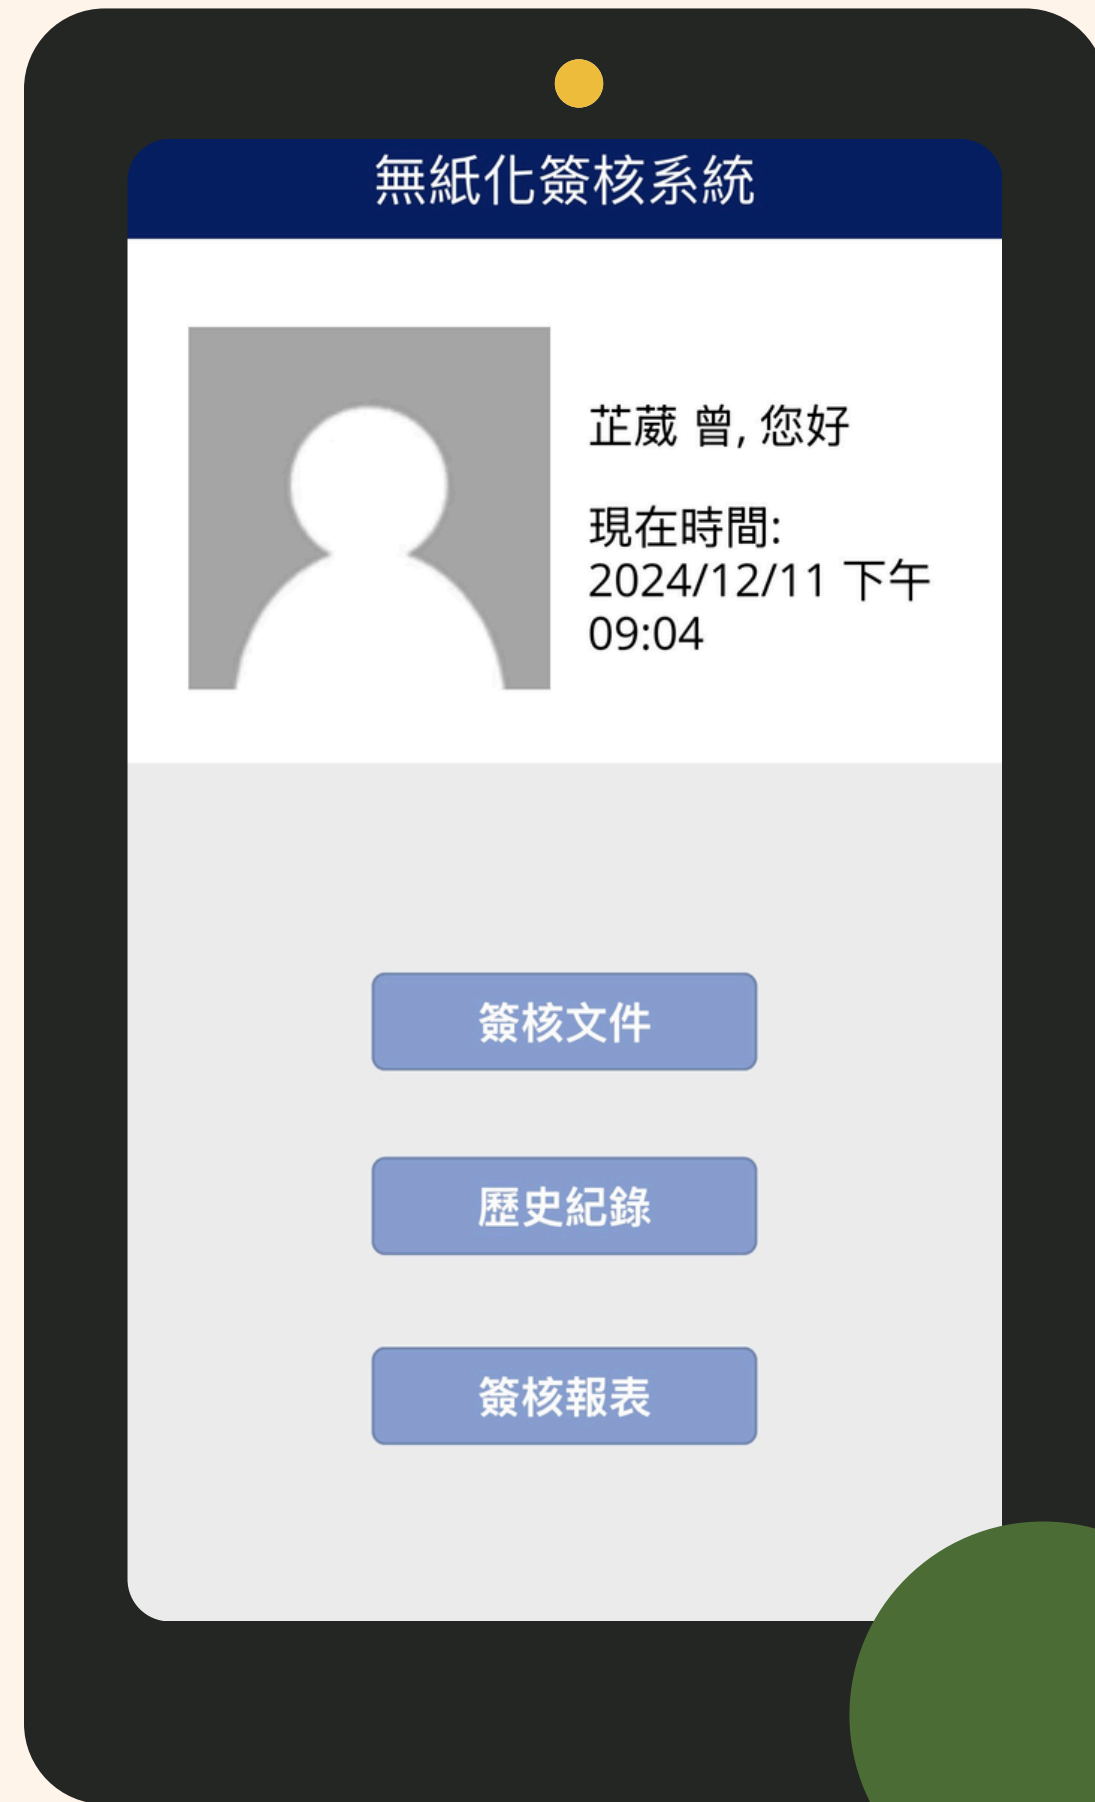 無紙化簽核系統
芷葳 曾, 您好
現在時間:
2024/12/11 下午
09:04
簽核文件
歷史紀錄
簽核報表